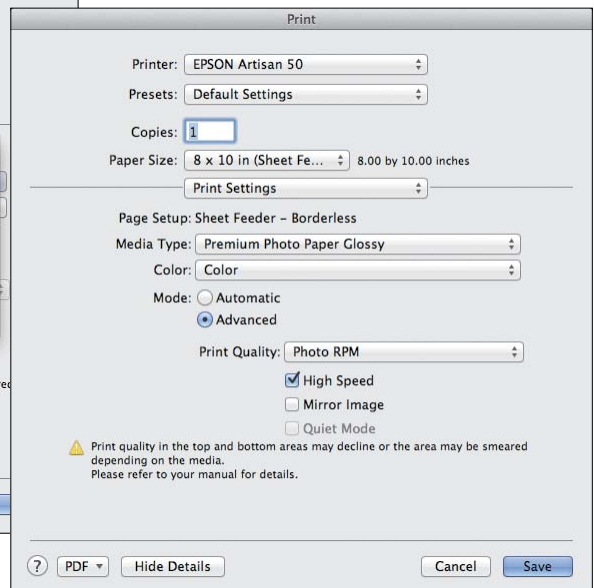 Print
Printer: EPSON Artisan 50
Presets: Default Settings
Copies: 1
Paper Size: 8 x 10 in (Sheet Fe... 8.00 by 10.00 inches
Print Settings
Page Setup: Sheet Feeder – Borderless
Media Type: Premium Photo Paper Glossy
Color: Color
Mode: Automatic
Advanced
Print Quality: Photo RPM
High Speed
Mirror Image
Quiet Mode
Print quality in the top and bottom areas may decline or the area may be smeared
depending on the media.
Please refer to your manual for details.
? PDF Hide Details Cancel Save